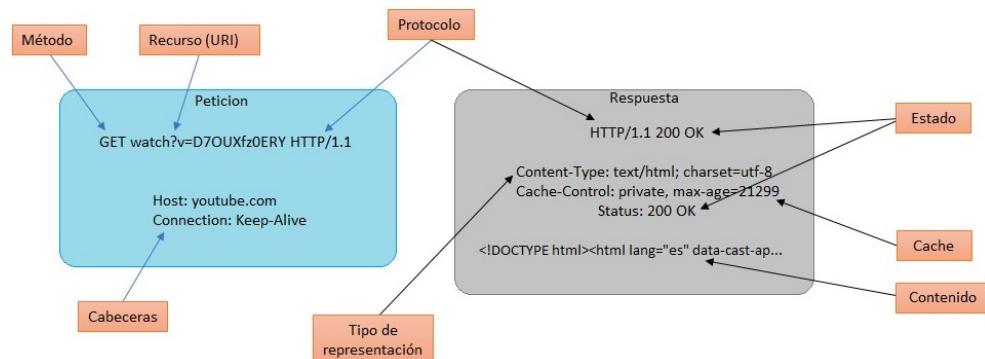 Método
Recurso (URI)
Protocolo
Peticion
GET watch?v=D7OUXfz0ERY HTTP/1.1
Host: youtube.com
Connection: Keep-Alive
Cabeceras
Respuesta
HTTP/1.1 200 OK
Content-Type: text/html; charset=utf-8
Cache-Control: private, max-age=21299
Status: 200 OK
<!DOCTYPE html><html lang="es" data-cast-ap...
Estado
Cache
Contenido
Tipo de
representación